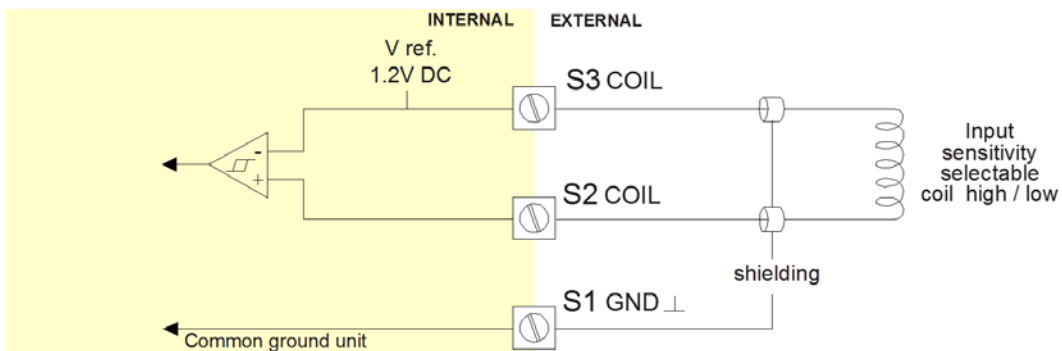 INTERNAL EXTERNAL
V ref.
1.2V DC
S3 COIL
-
+
S2 COIL
Input
sensitivity
selectable
coil high / low
shielding
S1 GND ⊥
Common ground unit